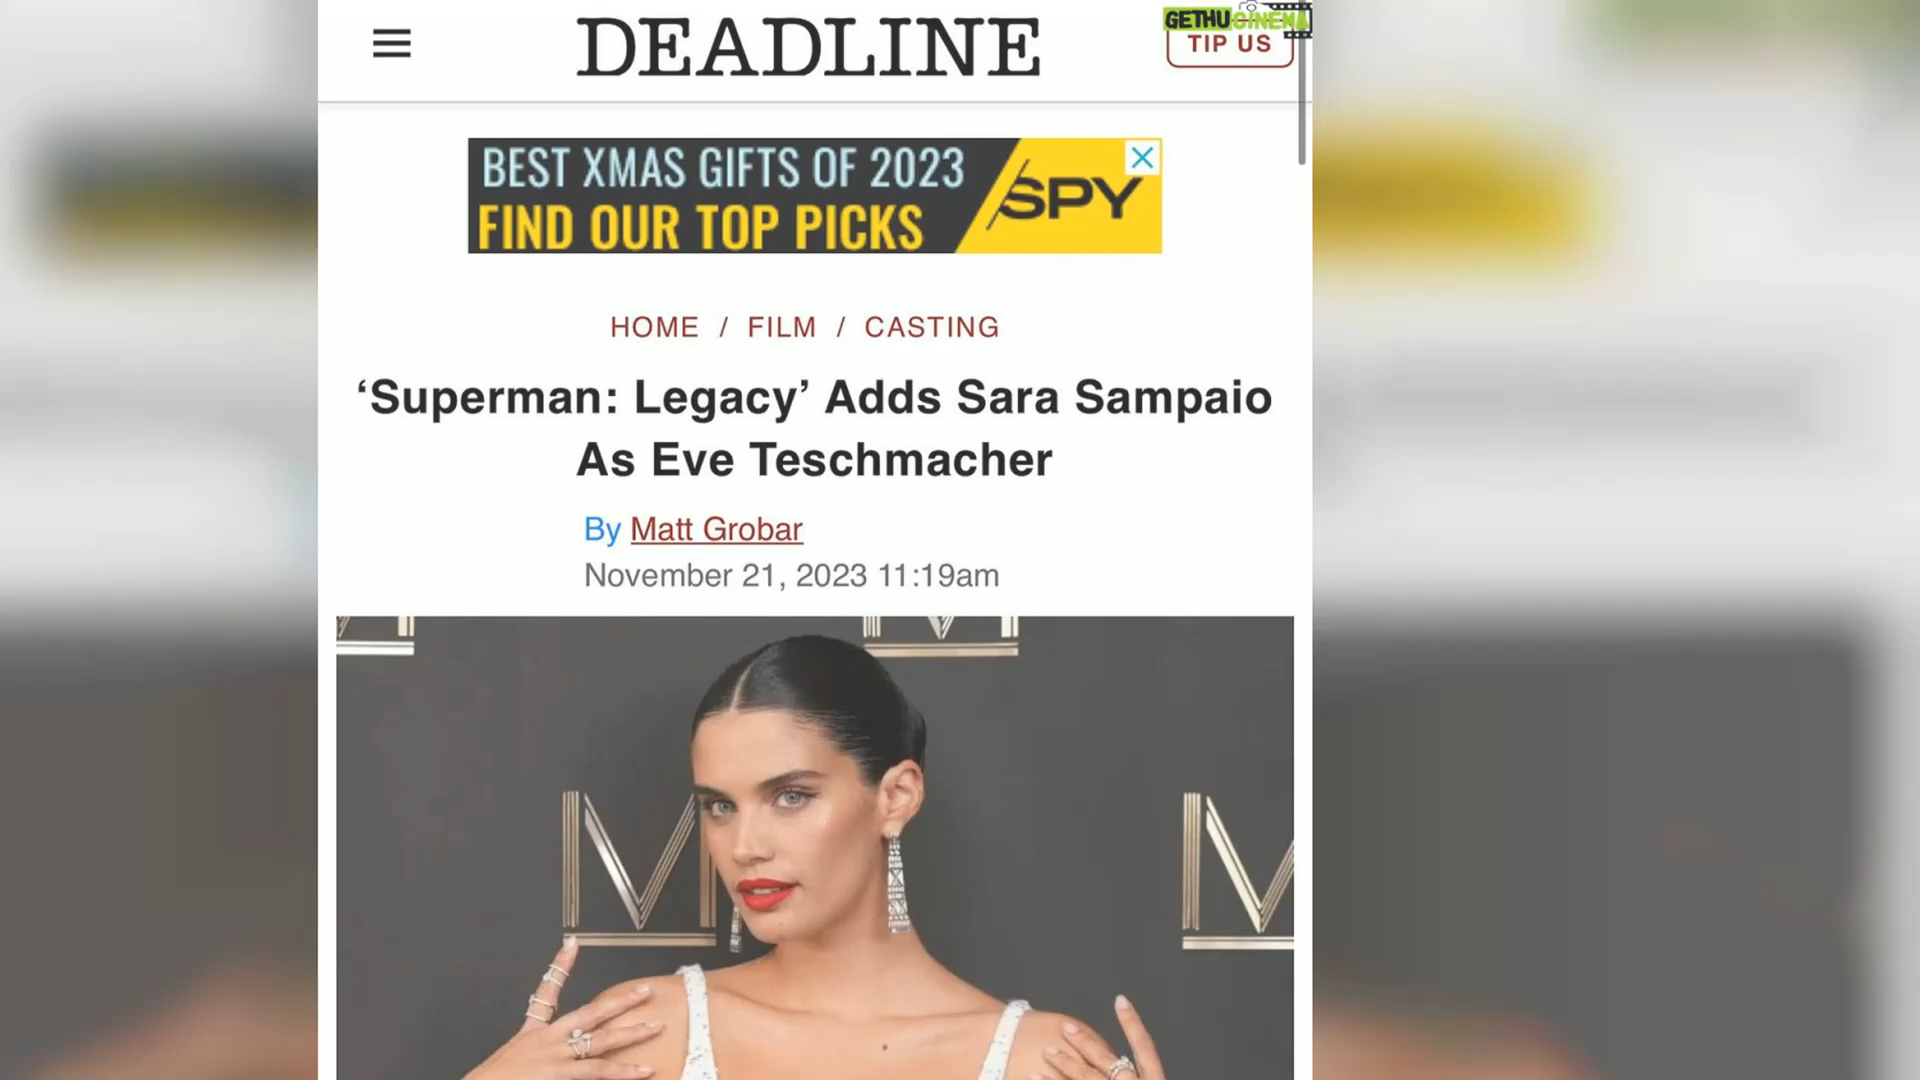 DEADLINE
GETHU CINEMA
TIP US
BEST XMAS GIFTS OF 2023
FIND OUR TOP PICKS
SPY
HOME / FILM / CASTING
‘Superman: Legacy’ Adds Sara Sampaio
As Eve Teschmacher
By Matt Grobar
November 21, 2023 11:19am
M
M
M
M